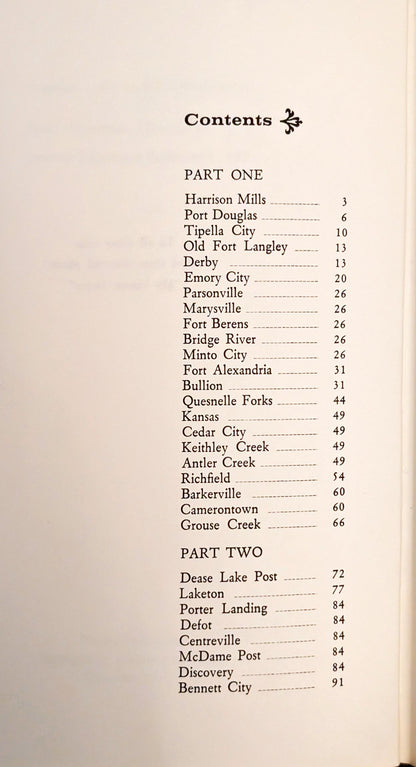 Contents
PART ONE
Harrison Mills 3
Port Douglas 6
Tipella City 10
Old Fort Langley 13
Derby 13
Emory City 20
Parsonville 26
Marysville 26
Fort Berens 26
Bridge River 26
Minto City 26
Fort Alexandria 31
Bullion 31
Quesnelle Forks 44
Kansas 49
Cedar City 49
Keithley Creek 49
Antler Creek 49
Richfield 54
Barkerville 60
Camerontown 60
Grouse Creek 66
PART TWO
Dease Lake Post 72
Laketon 77
Porter Landing 84
Defot 84
Centreville 84
McDame Post 84
Discovery 84
Bennett City 91